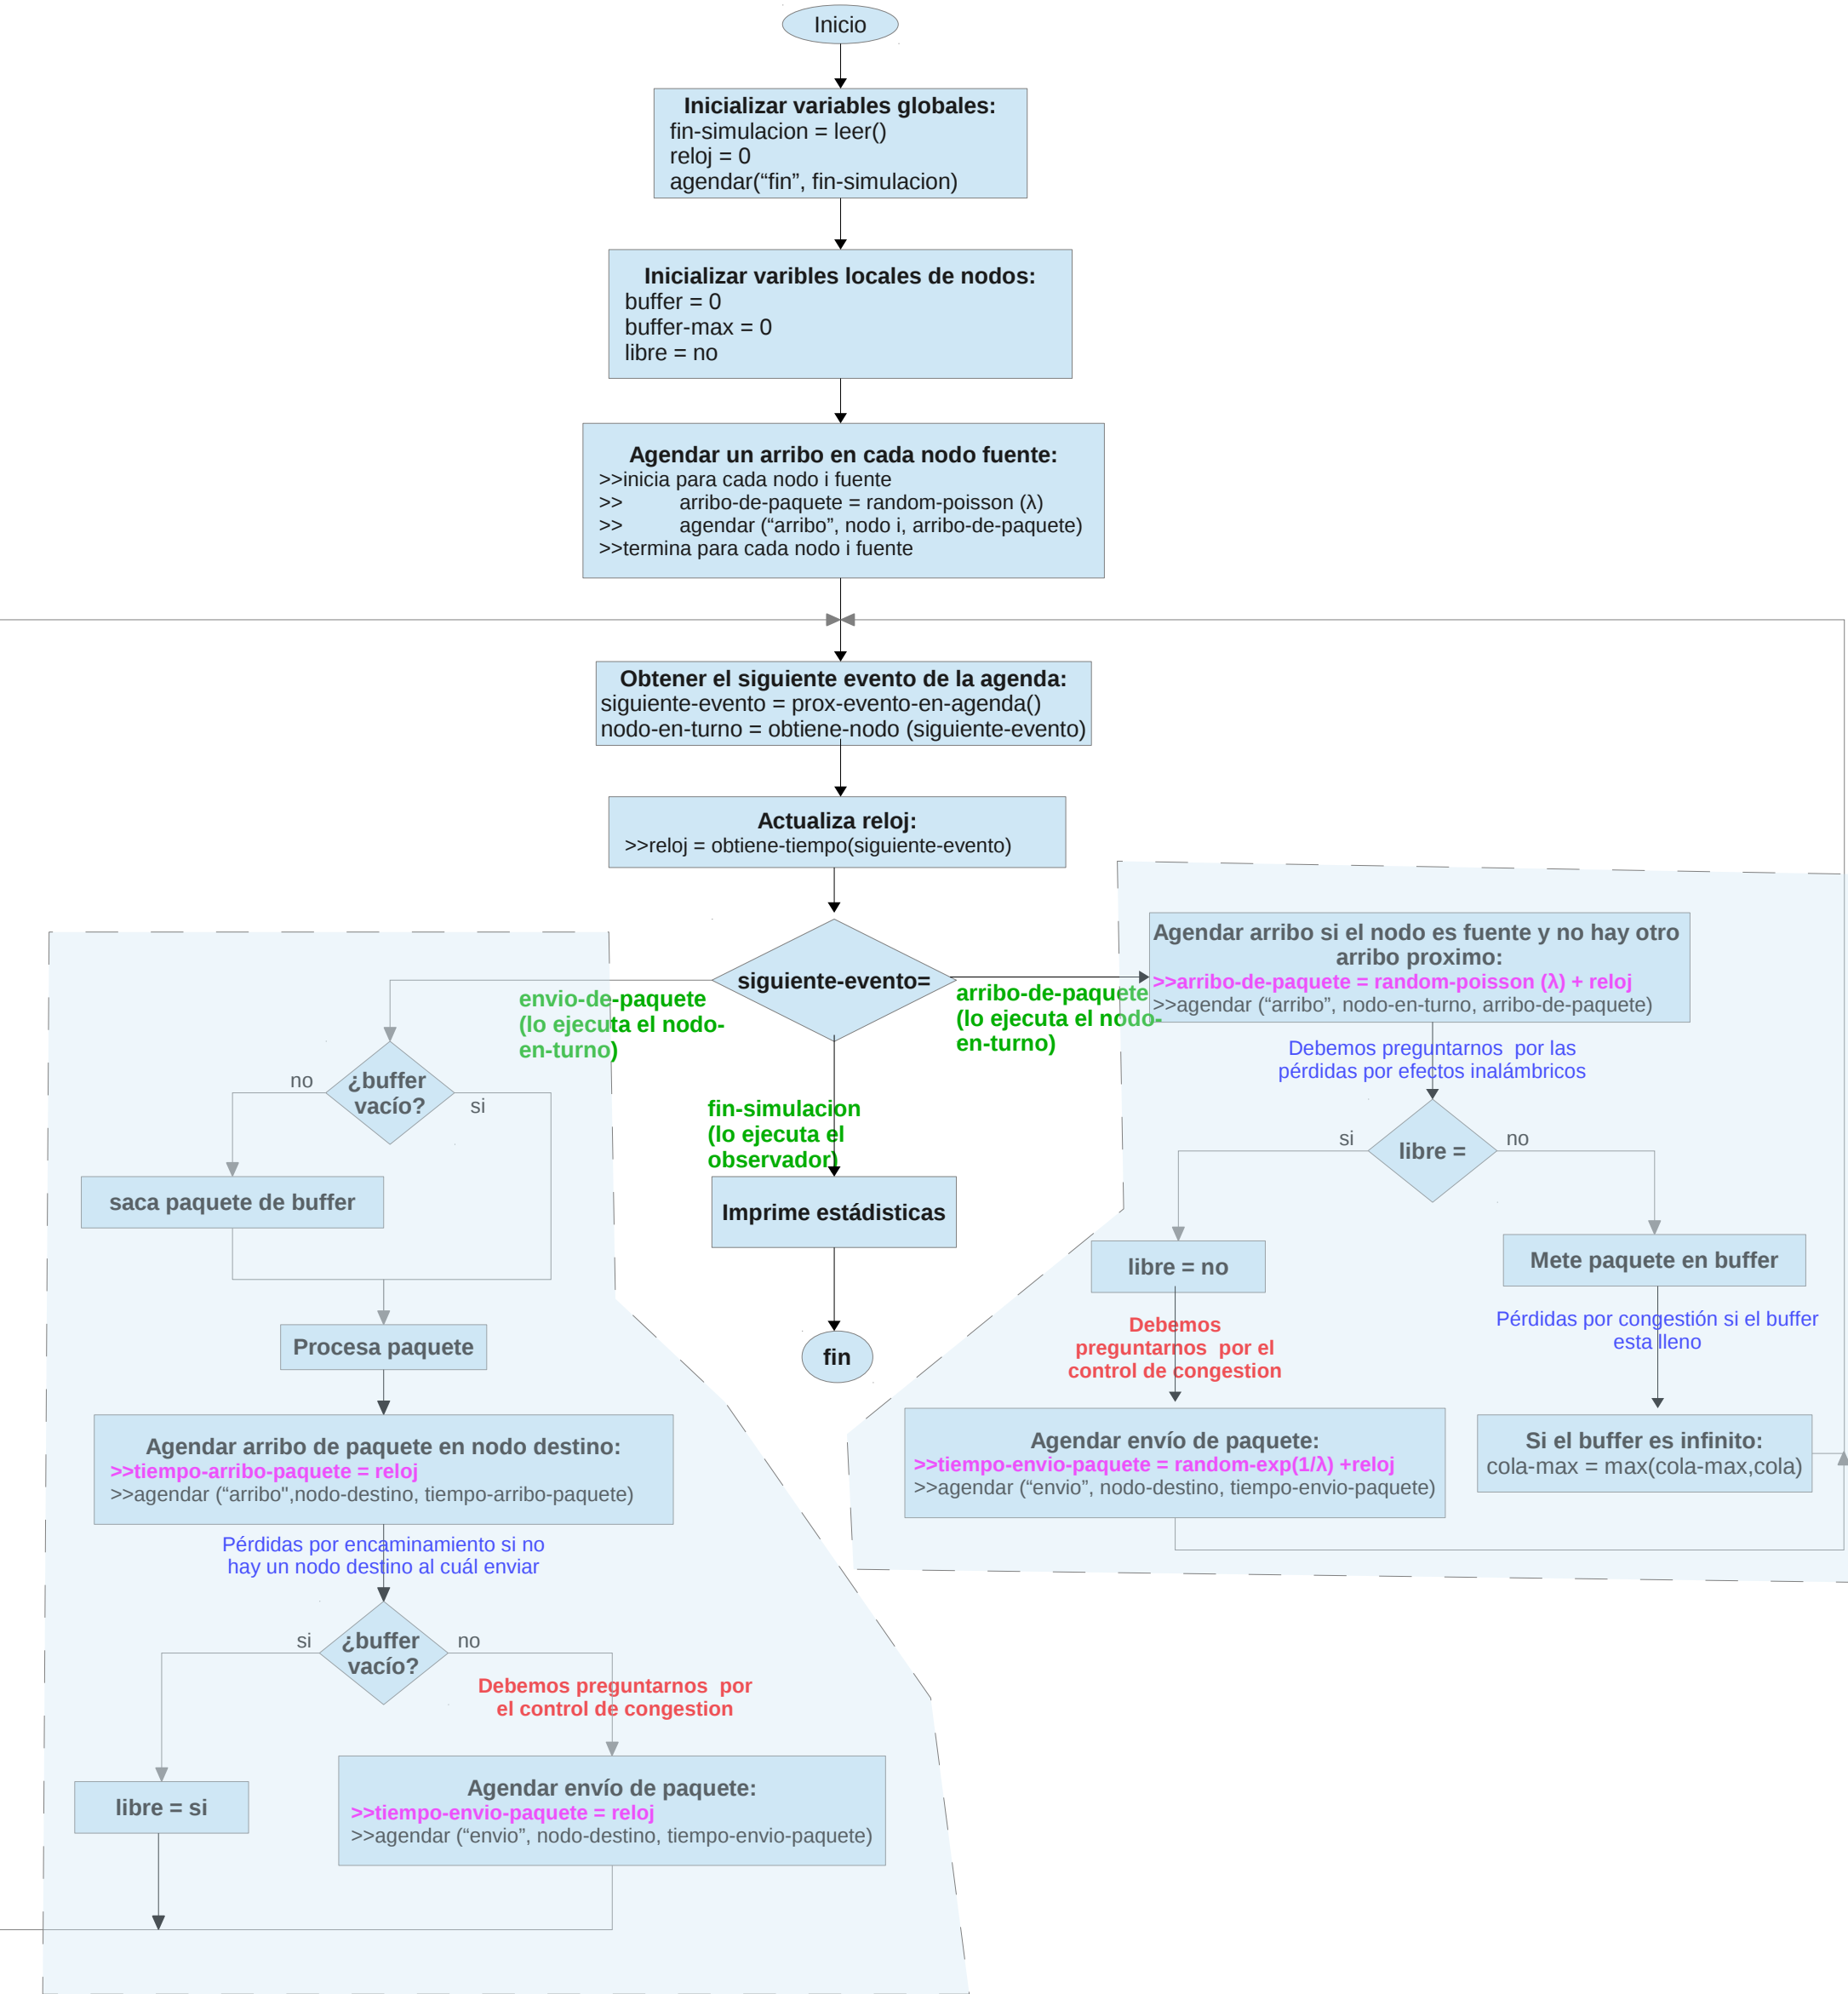 Inicio
Inicializar variables globales:
fin-simulacion = leer()
reloj = 0
agendar(“fin”, fin-simulacion)
Inicializar varibles locales de nodos:
buffer = 0
buffer-max = 0
libre = no
Agendar un arribo en cada nodo fuente:
>>inicia para cada nodo i fuente
>> arribo-de-paquete = random-poisson (λ)
>> agendar (“arribo”, nodo i, arribo-de-paquete)
>>termina para cada nodo i fuente
Obtener el siguiente evento de la agenda:
siguiente-evento = prox-evento-en-agenda()
nodo-en-turno = obtiene-nodo (siguiente-evento)
Actualiza reloj:
>>reloj = obtiene-tiempo(siguiente-evento)
siguiente-evento=
envio-de-paquete
(lo ejecuta el nodo-
en-turno)
¿buffer
vacío?
no
si
saca paquete de buffer
Procesa paquete
Agendar arribo de paquete en nodo destino:
>>tiempo-arribo-paquete = reloj
>>agendar (“arribo",nodo-destino, tiempo-arribo-paquete)
Pérdidas por encaminamiento si no
hay un nodo destino al cuál enviar
¿buffer
vacío?
si
no
Debemos preguntarnos  por
el control de congestion
libre = si
Agendar envío de paquete:
>>tiempo-envio-paquete = reloj
>>agendar (“envio”, nodo-destino, tiempo-envio-paquete)
fin-simulacion
(lo ejecuta el
observador)
Imprime estádisticas
fin
arribo-de-paquete
(lo ejecuta el nodo-
en-turno)
Agendar arribo si el nodo es fuente y no hay otro
arribo proximo:
>>arribo-de-paquete = random-poisson (λ) + reloj
>>agendar (“arribo”, nodo-en-turno, arribo-de-paquete)
Debemos preguntarnos  por las
pérdidas por efectos inalámbricos
libre =
si
no
libre = no
Debemos
preguntarnos  por el
control de congestion
Agendar envío de paquete:
>>tiempo-envio-paquete = random-exp(1/λ) +reloj
>>agendar (“envio”, nodo-destino, tiempo-envio-paquete)
Mete paquete en buffer
Pérdidas por congestión si el buffer
esta lleno
Si el buffer es infinito:
cola-max = max(cola-max,cola)